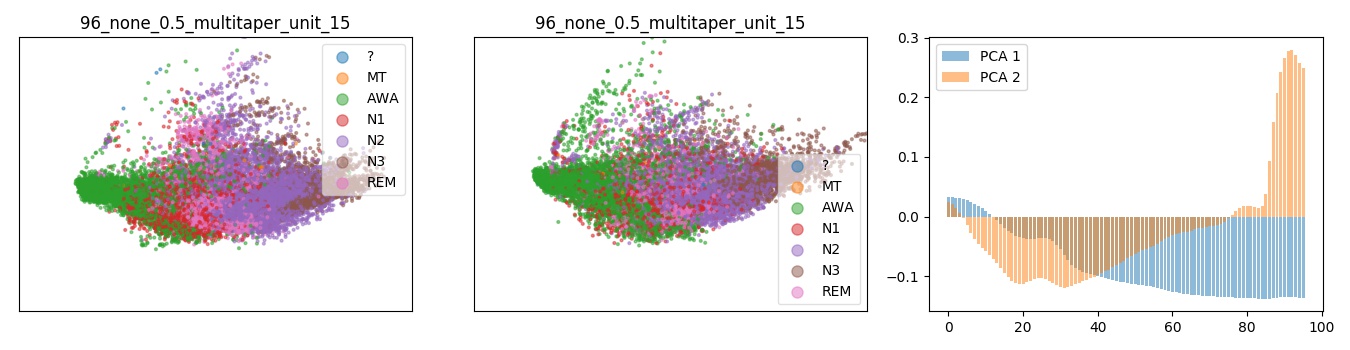 96_none_0.5_multitaper_unit_15
?
MT
AWA
N1
N2
N3
REM
96_none_0.5_multitaper_unit_15
?
MT
AWA
N1
N2
N3
REM
PCA 1
PCA 2
0.3
0.2
0.1
0.0
−0.1
0 20 40 60 80 100